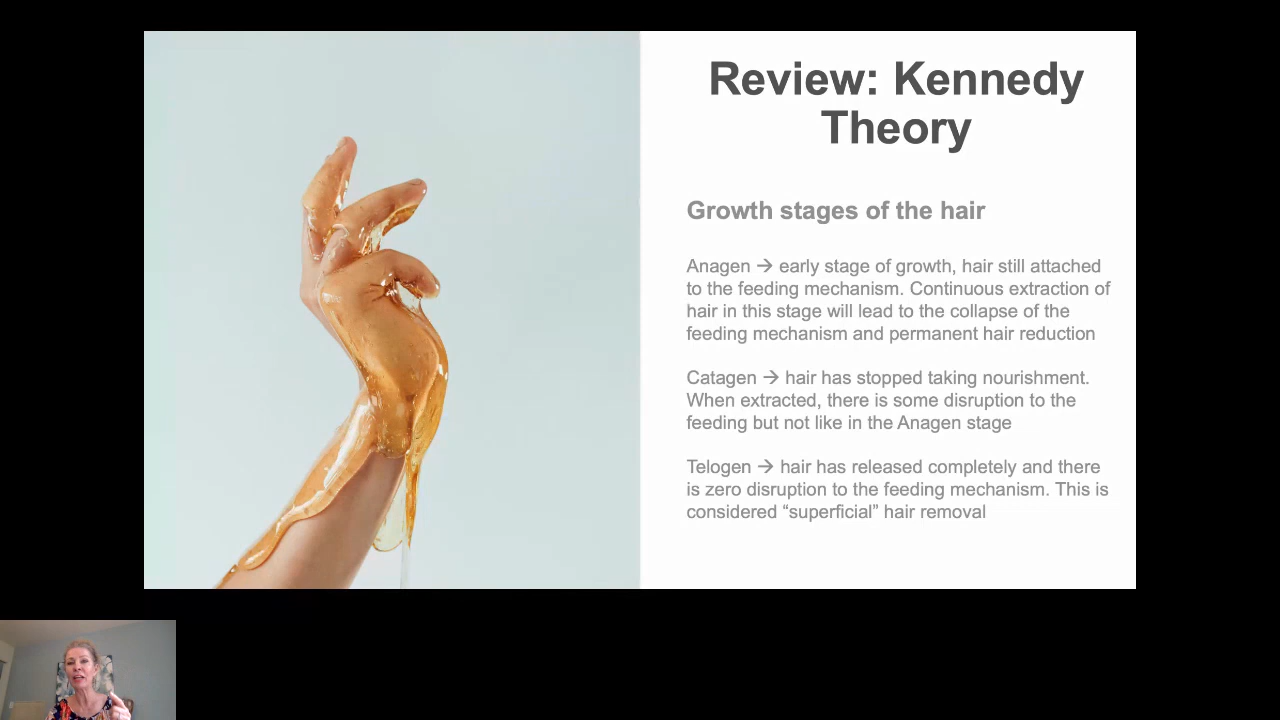 Review: Kennedy
Theory
Growth stages of the hair
Anagen → early stage of growth, hair still attached
to the feeding mechanism. Continuous extraction of
hair in this stage will lead to the collapse of the
feeding mechanism and permanent hair reduction
Catagen → hair has stopped taking nourishment.
When extracted, there is some disruption to the
feeding but not like in the Anagen stage
Telogen → hair has released completely and there
is zero disruption to the feeding mechanism. This is
considered “superficial” hair removal